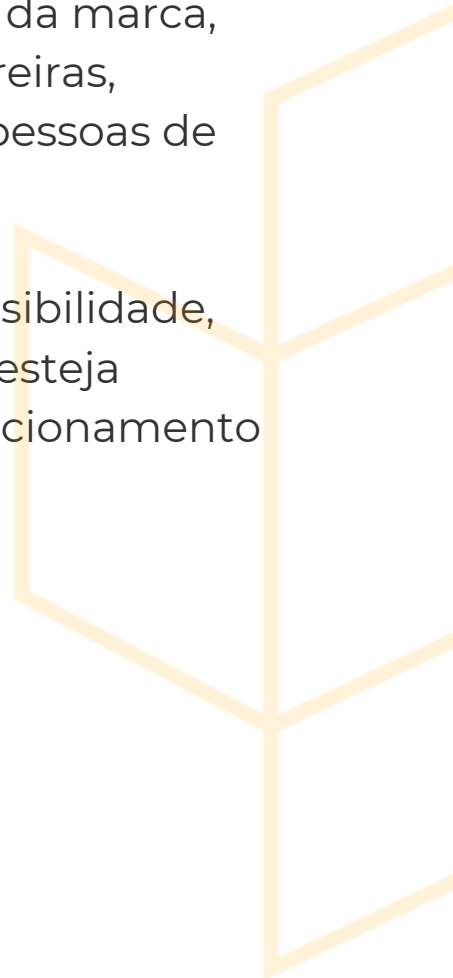 da marca,
reiras,
pessoas de
sibilidade,
esteja
cionamento